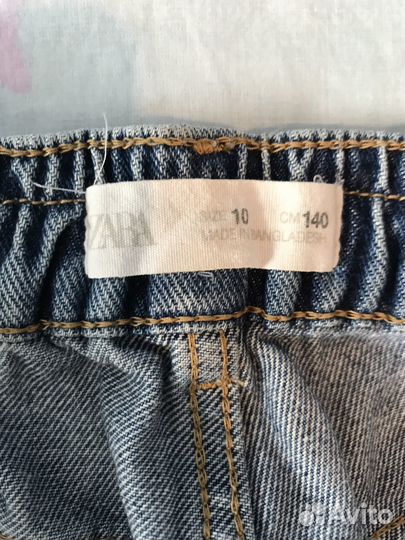 ZARA
SIZE 10 CM 140
MADE IN BANGLADESH
Avito